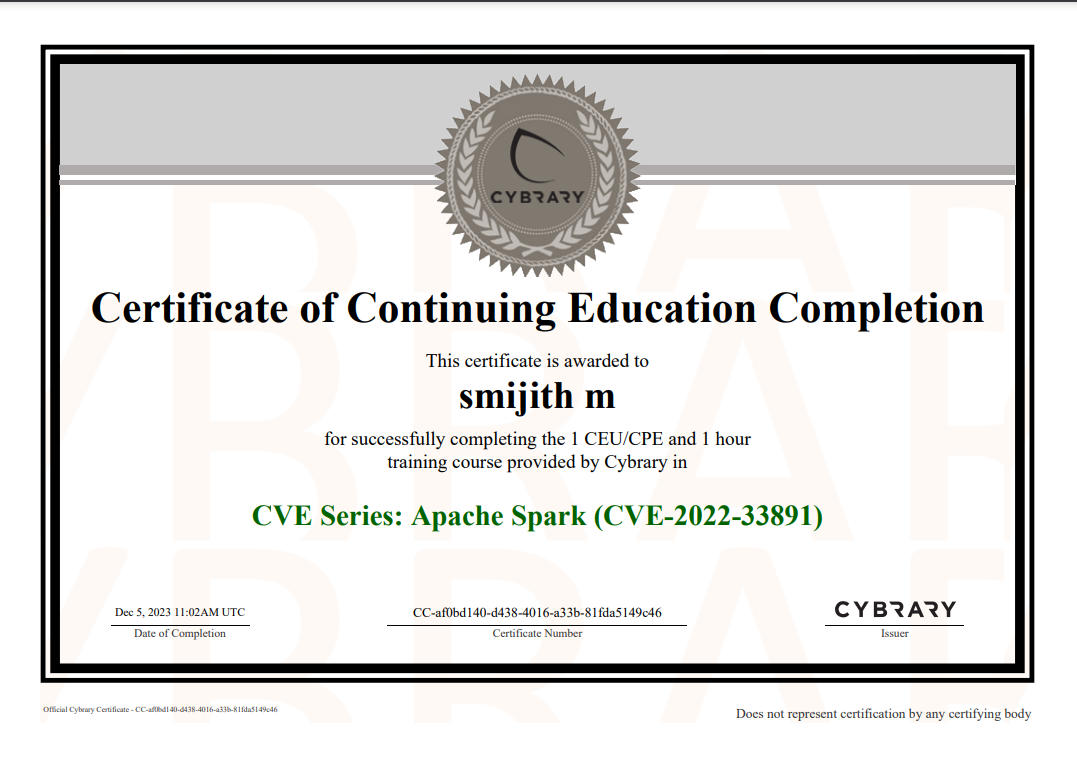 CYBRARY
Certificate of Continuing Education Completion
This certificate is awarded to
smijith m
for successfully completing the 1 CEU/CPE and 1 hour
training course provided by Cybrary in
CVE Series: Apache Spark (CVE-2022-33891)
Dec 5, 2023 11:02AM UTC
Date of Completion
CC-af0bd140-d438-4016-a33b-81fda5149c46
Certificate Number
CYBRARY
Issuer
Official Cybrary Certificate - CC-af0bd140-d438-4016-a33b-81fda5149c46
Does not represent certification by any certifying body